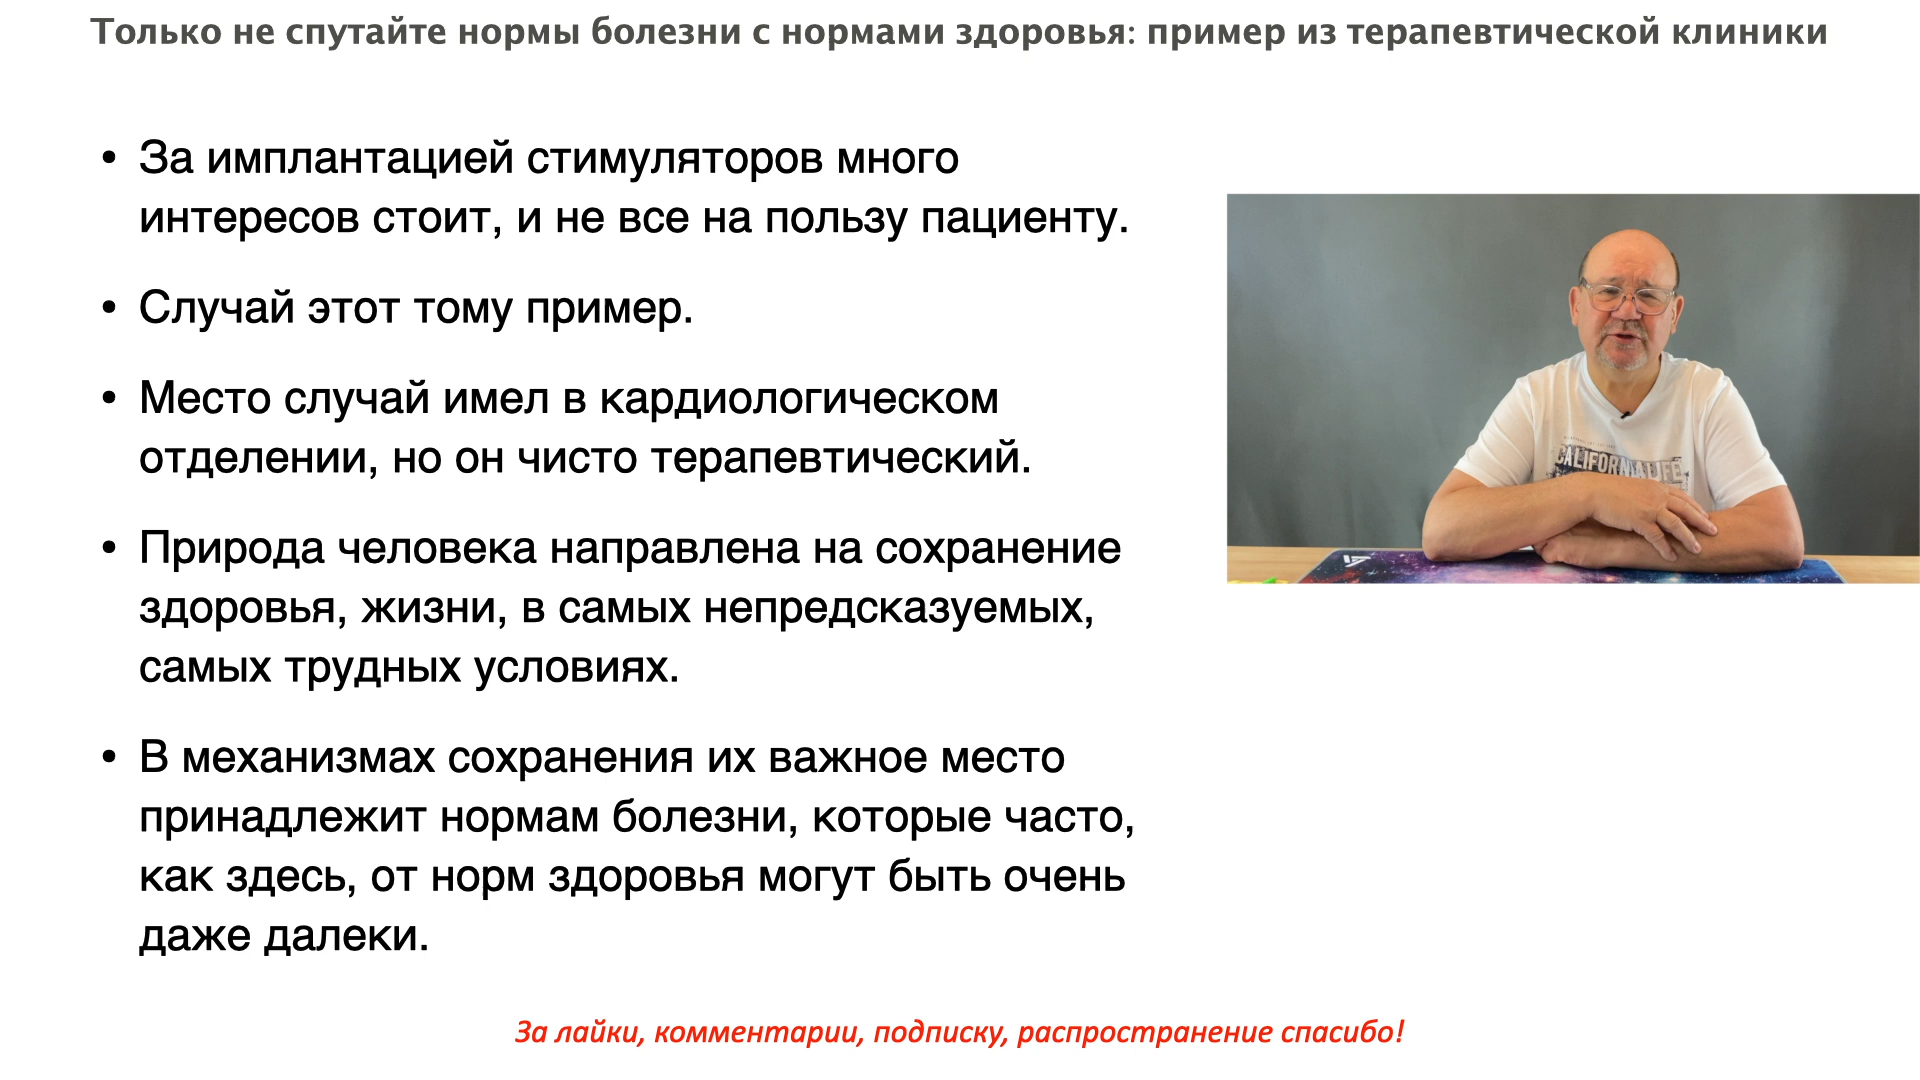 Только не спутайте нормы болезни с нормами здоровья: пример из терапевтической клиники
• За имплантацией стимуляторов много
интересов стоит, и не все на пользу пациенту.
• Случай этот тому пример.
• Место случай имел в кардиологическом
отделении, но он чисто терапевтический.
• Природа человека направлена на сохранение
здоровья, жизни, в самых непредсказуемых,
самых трудных условиях.
• В механизмах сохранения их важное место
принадлежит нормам болезни, которые часто,
как здесь, от норм здоровья могут быть очень
даже далеки.
CALIFORNIA LIFE
За лайки, комментарии, подписку, распространение спасибо!